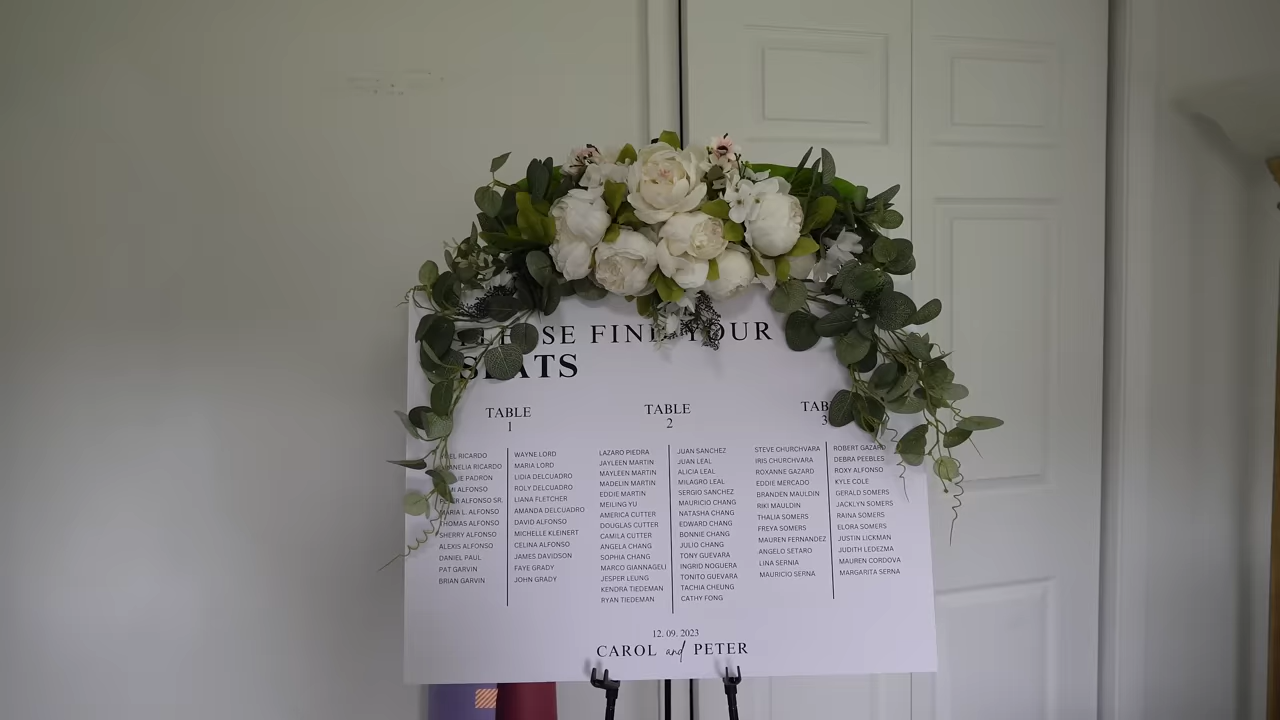 SE FIND YOUR
SEATS
TABLE
1
RICARDO
RICARDO
PADRON
ALFONSO
ALFONSO SR.
MARIA L. ALFONSO
THOMAS ALFONSO
SHERRY ALFONSO
ALEXIS ALFONSO
DANIEL PAUL
PAT GARVIN
BRIAN GARVIN
WAYNE LORD
MARIA LORD
LIDIA DELCUADRO
ROLY DELCUADRO
LIANA FLETCHER
AMANDA DELCUADRO
DAVID ALFONSO
MICHELLE KLEINERT
CELINA ALFONSO
JAMES DAVIDSON
FAYE GRADY
JOHN GRADY
TABLE
2
LAZARO PIEDRA
JAYLEEN MARTIN
MAYLEEN MARTIN
MADELIN MARTIN
EDDIE MARTIN
MEILING YU
AMERICA CUTTER
DOUGLAS CUTTER
CAMILA CUTTER
ANGELA CHANG
SOPHIA CHANG
MARCO GIANNAGELI
JESPER LEUNG
KENDRA TIEDEMAN
RYAN TIEDEMAN
JUAN SANCHEZ
JUAN LEAL
ALICIA LEAL
MILAGRO LEAL
SERGIO SANCHEZ
MAURICIO CHANG
NATASHA CHANG
EDWARD CHANG
BONNIE CHANG
JULIO CHANG
TONY GUEVARA
INGRID NOGUERA
TONITO GUEVARA
TACHIA CHEUNG
CATHY FONG
TAB
3
STEVE CHURCHVARA
IRIS CHURCHVARA
ROXANNE GAZARD
EDDIE MERCADO
BRANDEN MAULDIN
RIKI MAULDIN
THALIA SOMERS
FREYA SOMERS
MAUREN FERNANDEZ
ANGELO SETARO
LINA SERNIA
MAURICIO SERNA
ROBERT GAZARD
DEBRA PEEBLES
ROXY ALFONSO
KYLE COLE
GERALD SOMERS
JACKLYN SOMERS
RAINA SOMERS
ELORA SOMERS
JUSTIN LICKMAN
JUDITH LEDEZMA
MAUREN CORDOVA
MARGARITA SERNA
12. 09. 2023
CAROL and PETER